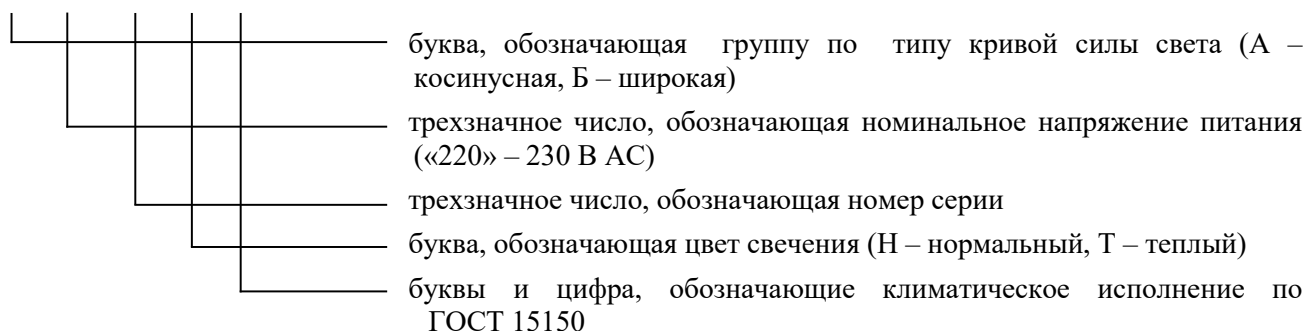 буква, обозначающая группу по типу кривой силы света (А –
косинусная, Б – широкая)
трехзначное число, обозначающая номинальное напряжение питания
(«220» – 230 В АС)
трехзначное число, обозначающая номер серии
буква, обозначающая цвет свечения (Н – нормальный, Т – теплый)
буквы и цифра, обозначающие климатическое исполнение по
ГОСТ 15150